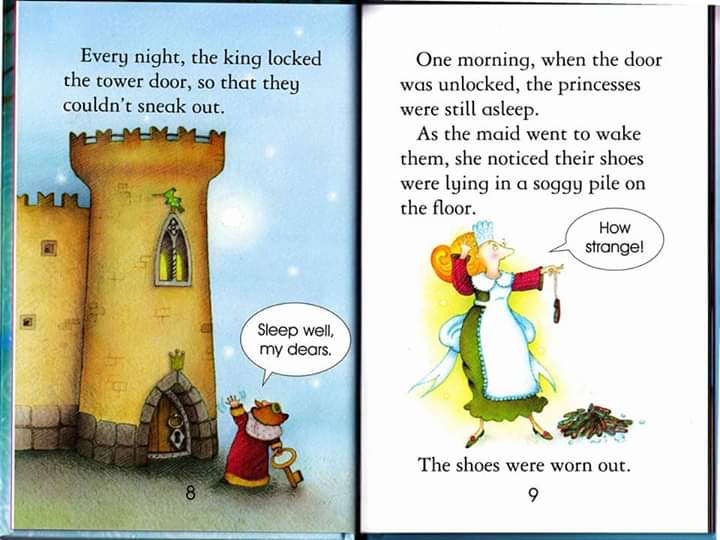 Every night, the king locked
the tower door, so that they
couldn't sneak out.
Sleep well,
my dears.
8
One morning, when the door
was unlocked, the princesses
were still asleep.
As the maid went to wake
them, she noticed their shoes
were lying in a soggy pile on
the floor.
How
strange!
The shoes were worn out.
9